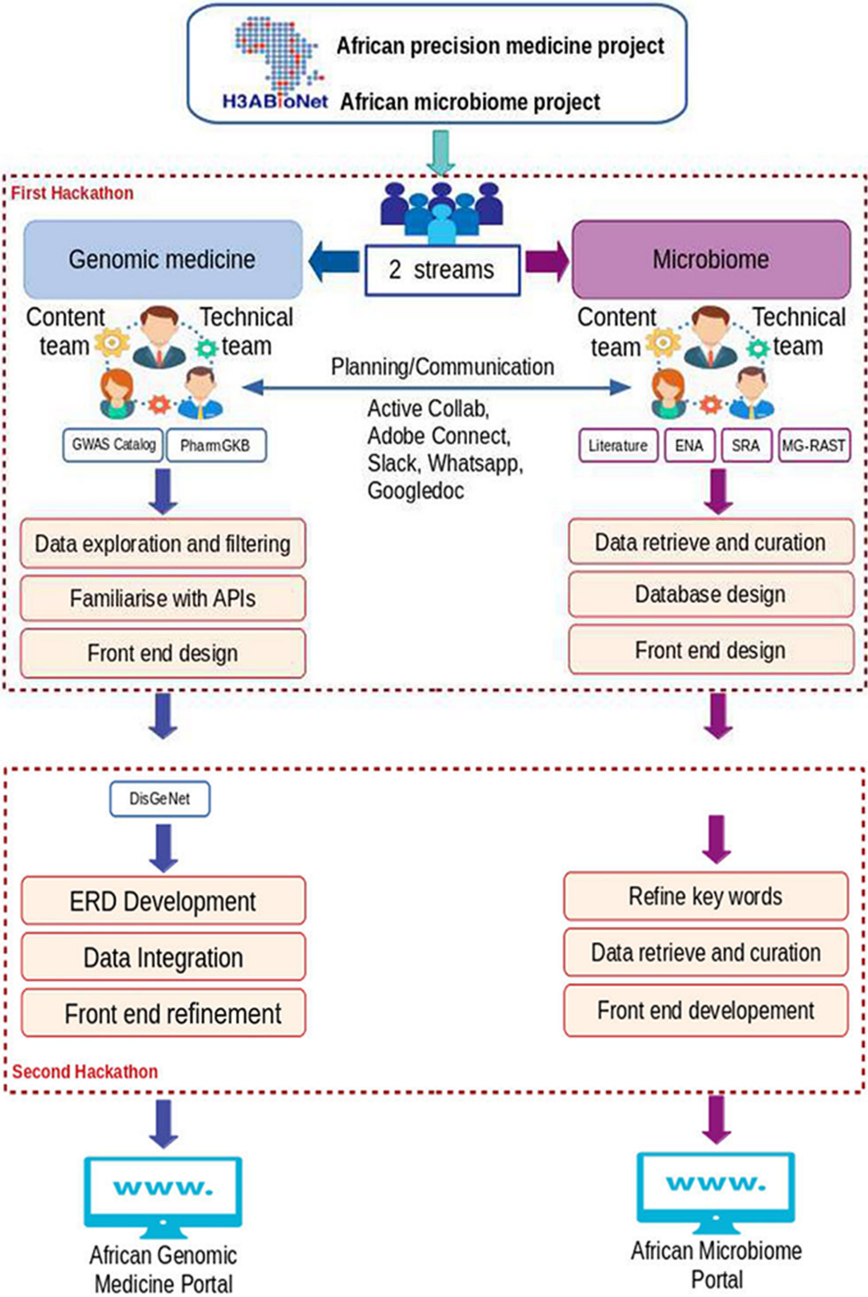 African precision medicine project
H3ABioNet
African microbiome project
First Hackathon
Genomic medicine
2 streams
Microbiome
Content
team
Technical
team
Content
team
Technical
team
Planning/Communication
Active Collab,
Adobe Connect,
Slack, Whatsapp,
Googledoc
GWAS Catalog
PharmGKB
Literature
ENA
SRA
MG-RAST
Data exploration and filtering
Familiarise with APIs
Front end design
Data retrieve and curation
Database design
Front end design
DisGeNet
ERD Development
Data Integration
Front end refinement
Refine key words
Data retrieve and curation
Front end developement
Second Hackathon
www.
African Genomic
Medicine Portal
www.
African Microbiome
Portal